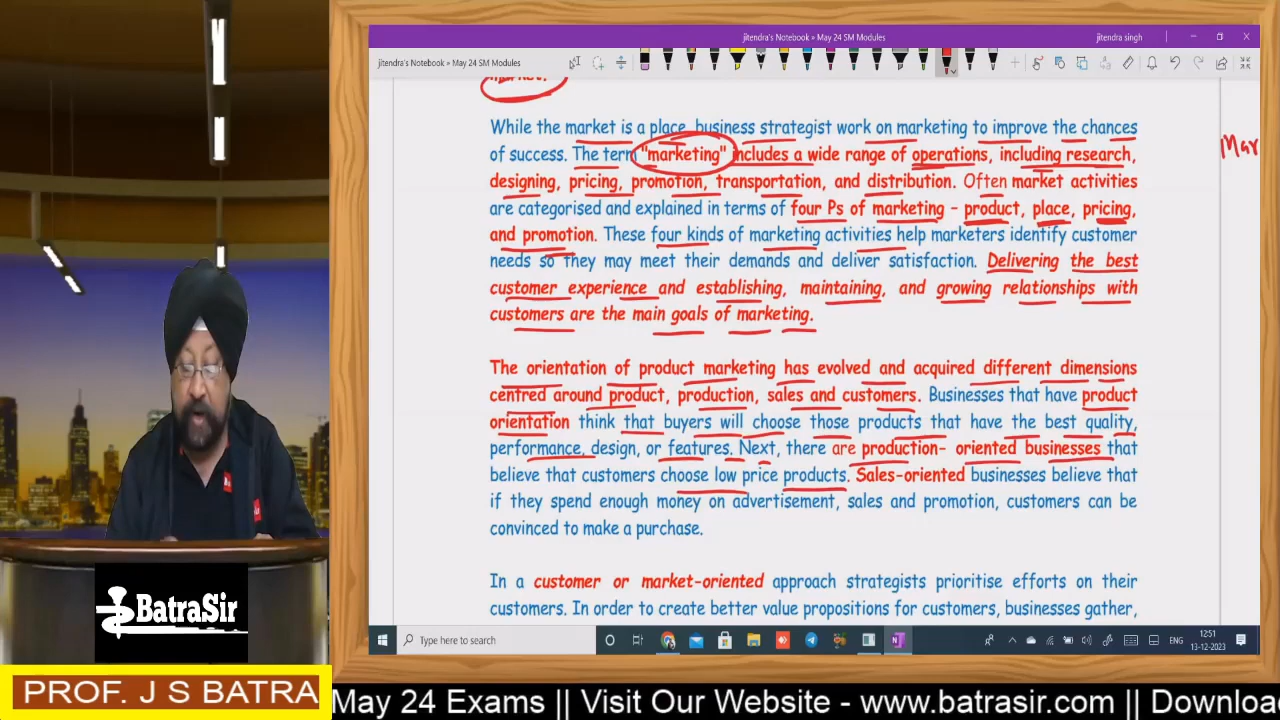 jitendra's Notebook » May 24 SM Modules
jitendra singh
jitendra's Notebook » May 24 SM Modules
market.
While the market is a place, business strategist work on marketing to improve the chances
of success. The term "marketing" includes a wide range of operations, including research,
designing, pricing, promotion, transportation, and distribution. Often market activities
are categorised and explained in terms of four Ps of marketing - product, place, pricing,
and promotion. These four kinds of marketing activities help marketers identify customer
needs so they may meet their demands and deliver satisfaction. Delivering the best
customer experience and establishing, maintaining, and growing relationships with
customers are the main goals of marketing.
Mar
The orientation of product marketing has evolved and acquired different dimensions
centred around product, production, sales and customers. Businesses that have product
orientation think that buyers will choose those products that have the best quality,
performance, design, or features. Next, there are production- oriented businesses that
believe that customers choose low price products. Sales-oriented businesses believe that
if they spend enough money on advertisement, sales and promotion, customers can be
convinced to make a purchase.
In a customer or market-oriented approach strategists prioritise efforts on their
customers. In order to create better value propositions for customers, businesses gather,
BatraSir
Type here to search
ENG
12:51
13-12-2023
PROF. J S BATRA
May 24 Exams || Visit Our Website - www.batrasir.com || Downloa